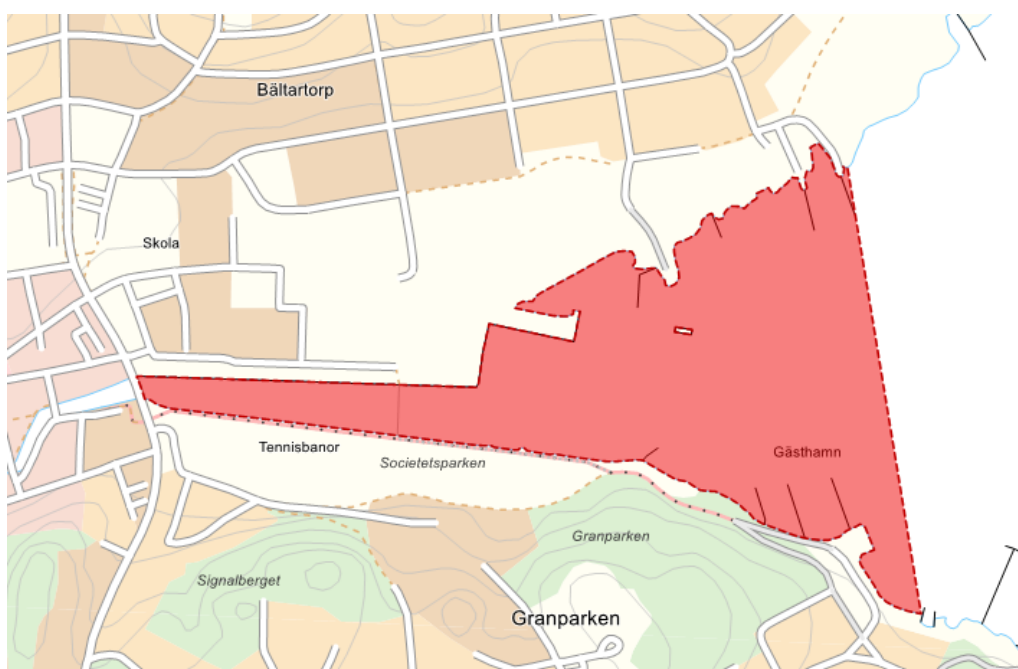 Bältartorp
Skola
Tennisbanor
Societetsparken
Gästhamn
Granparken
Signalberget
Granparken